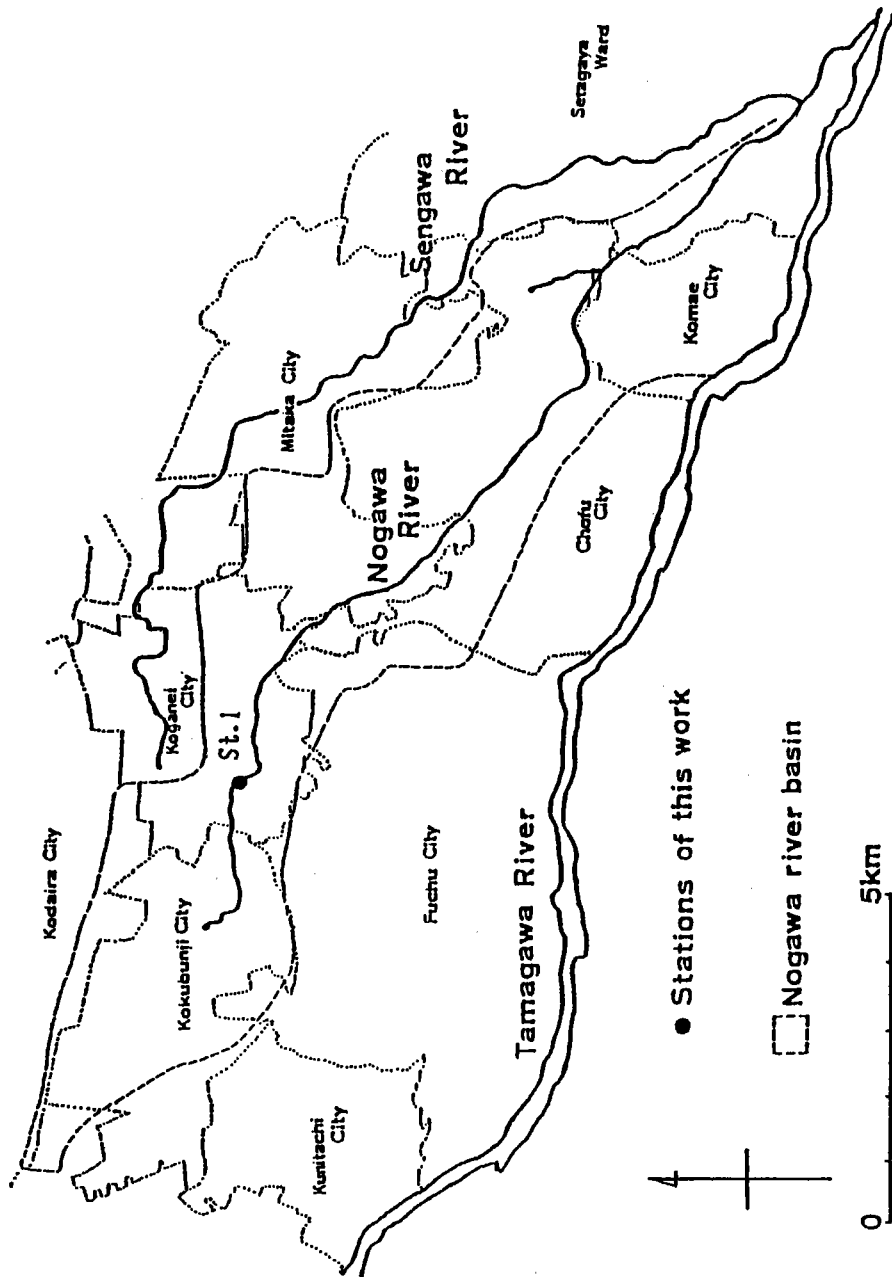 Kodaira City
Koganei
City
St.1
Kokubunji City
Kunitachi
City
Mitaka City
Sengawa
River
Nogawa
River
Setagaya
Ward
Fuchu City
Chofu
City
Komae
City
Tamagawa River
Stations of this work
Nogawa river basin
0
5km